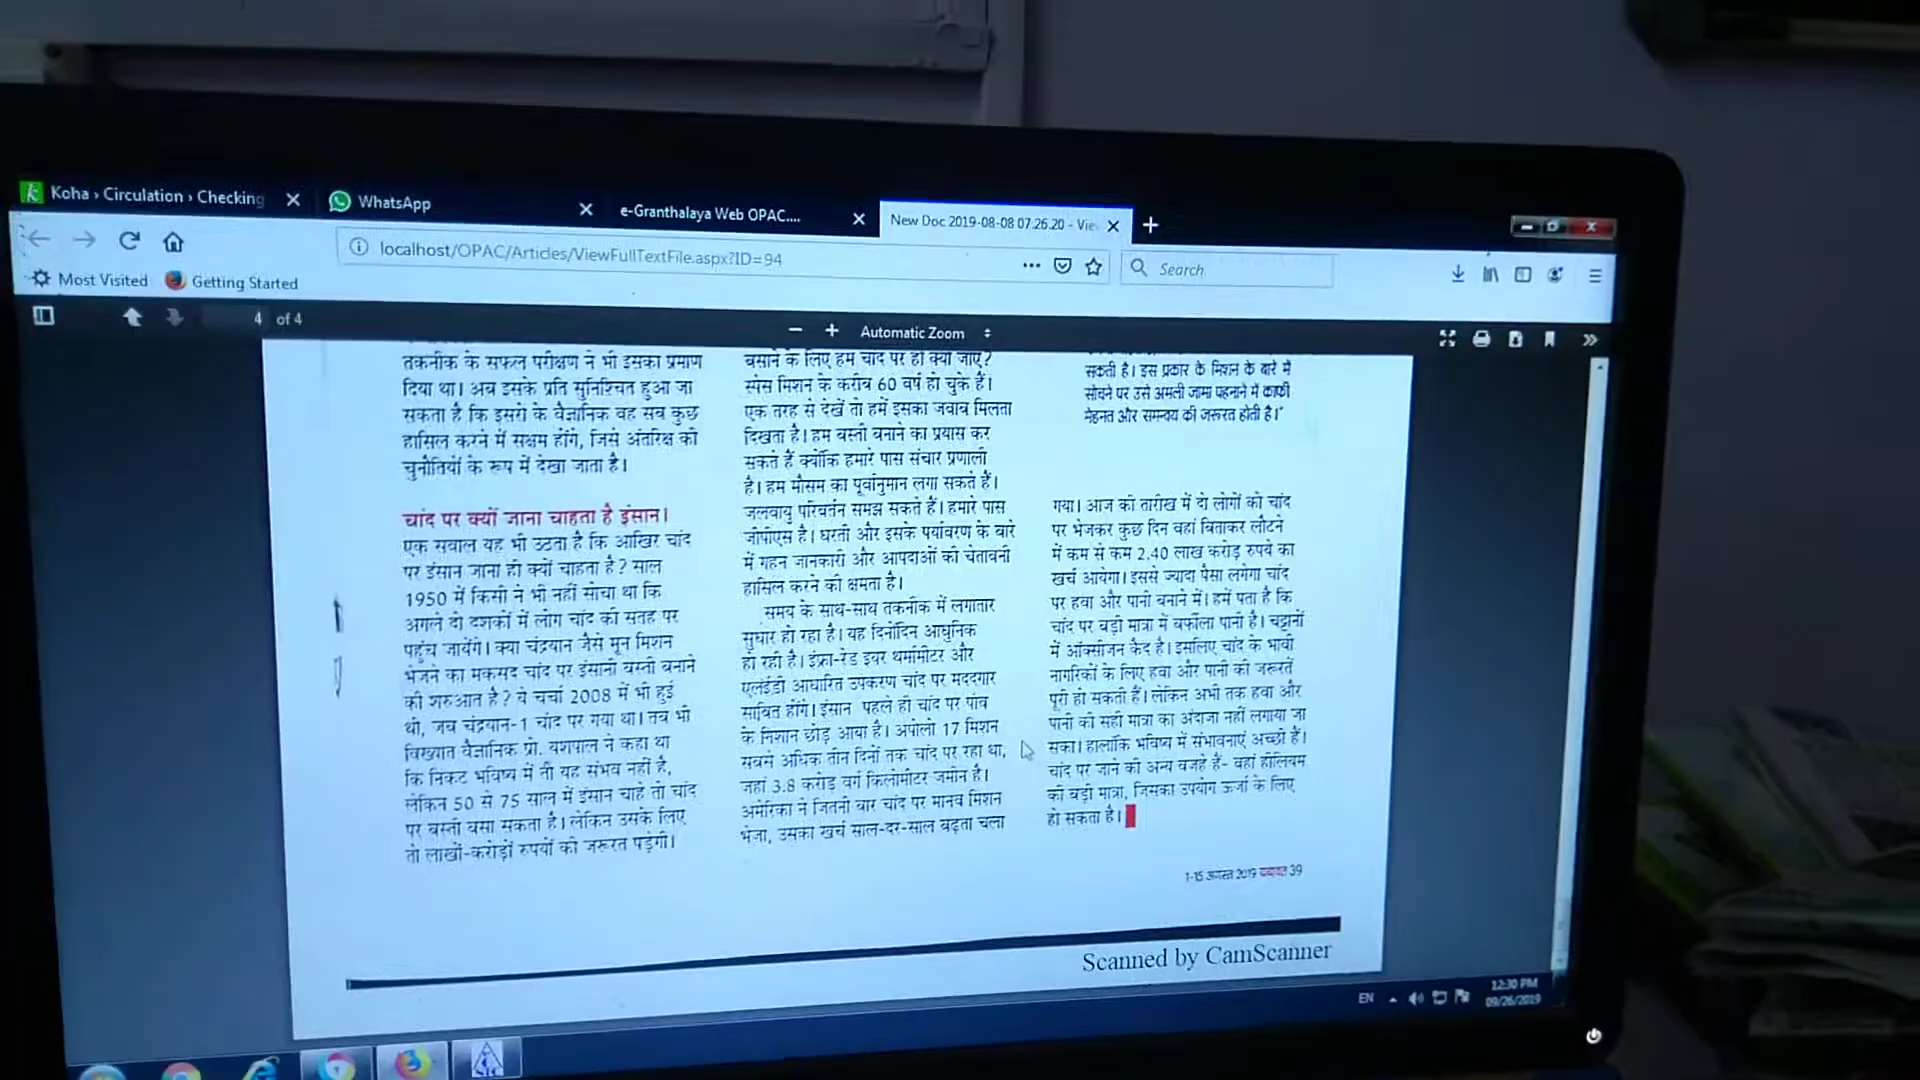 Koha › Circulation › Checking
WhatsApp
e-Granthalaya Web OPAC....
New Doc 2019-08-08 07.26.20 - Vie
localhost/OPAC/Articles/ViewFullTextFile.aspx?ID=94
Search
Most Visited
Getting Started
4 of 4
Automatic Zoom
तकनीक के सफल परीक्षण ने भी इसका प्रमाण
दिया था। अब इसके प्रति सुनिश्चित हुआ जा
सकता है कि इसरो के वैज्ञानिक वह सब कुछ
हासिल करने में सक्षम होंगे, जिसे अंतरिक्ष की
चुनौतियों के रूप में देखा जाता है।
चांद पर क्यों जाना चाहता है इंसान।
एक सवाल यह भी उठता है कि आखिर चांद
पर इंसान जाना ही क्यों चाहता है? साल
1950 में किसी ने भी नहीं सोचा था कि
अगले दो दशकों में लोग चांद की सतह पर
पहुंच जायेंगे। क्या चंद्रयान जैसे मून मिशन
भेजने का मकसद चांद पर इंसानी बस्ती बनाने
की शुरुआत है? ये चर्चा 2008 में भी हुई
थी, जब चंद्रयान-1 चांद पर गया था। तब भी
विख्यात वैज्ञानिक प्रो. यशपाल ने कहा था
कि निकट भविष्य में तो यह संभव नहीं है,
लेकिन 50 से 75 साल में इंसान चाहे तो चांद
पर बस्ती बसा सकता है। लेकिन उसके लिए
तो लाखों-करोड़ों रुपयों की जरूरत पड़ेगी।
बसाने के लिए हम चांद पर ही क्यों जाएं?
स्पेस मिशन के करीब 60 वर्ष हो चुके हैं।
एक तरह से देखें तो हमें इसका जवाब मिलता
दिखता है। हम बस्ती बनाने का प्रयास कर
सकते हैं क्योंकि हमारे पास संचार प्रणाली
है। हम मौसम का पूर्वानुमान लगा सकते हैं।
जलवायु परिवर्तन समझ सकते हैं। हमारे पास
जीपीएस है। धरती और इसके पर्यावरण के बारे
में गहन जानकारी और आपदाओं की चेतावनी
हासिल करने की क्षमता है।
समय के साथ-साथ तकनीक में लगातार
सुधार हो रहा है। यह दिनोंदिन आधुनिक
हो रही है। इंफ्रा-रेड इयर थर्मामीटर और
एलईडी आधारित उपकरण चांद पर मददगार
साबित होंगे। इंसान पहले ही चांद पर पांव
के निशान छोड़ आया है। अपोलो 17 मिशन
सबसे अधिक तीन दिनों तक चांद पर रहा था,
जहां 3.8 करोड़ वर्ग किलोमीटर जमीन है।
अमेरिका ने जितनी बार चांद पर मानव मिशन
भेजा, उसका खर्च साल-दर-साल बढ़ता चला
सकती है। इस प्रकार के मिशन के बारे में
सोचने पर उसे अमली जामा पहनाने में काफी
मेहनत और समन्वय की जरूरत होती है।"
गया। आज की तारीख में दो लोगों को चांद
पर भेजकर कुछ दिन वहां बिताकर लौटने
में कम से कम 2.40 लाख करोड़ रुपये का
खर्च आयेगा। इससे ज्यादा पैसा लगेगा चांद
पर हवा और पानी बनाने में। हमें पता है कि
चांद पर बड़ी मात्रा में बर्फीला पानी है। चट्टानों
में ऑक्सीजन कैद है। इसलिए चांद के भावी
नागरिकों के लिए हवा और पानी की जरूरतें
पूरी हो सकती हैं। लेकिन अभी तक हवा और
पानी की सही मात्रा का अंदाजा नहीं लगाया जा
सका। हालांकि भविष्य में संभावनाएं अच्छी हैं।
चांद पर जाने की अन्य वजहें हैं- वहां हीलियम
की बड़ी मात्रा, जिसका उपयोग ऊर्जा के लिए
हो सकता है।
1-15 अगस्त 2019 यथावत 39
Scanned by CamScanner
EN
12:30 PM
09/26/2019